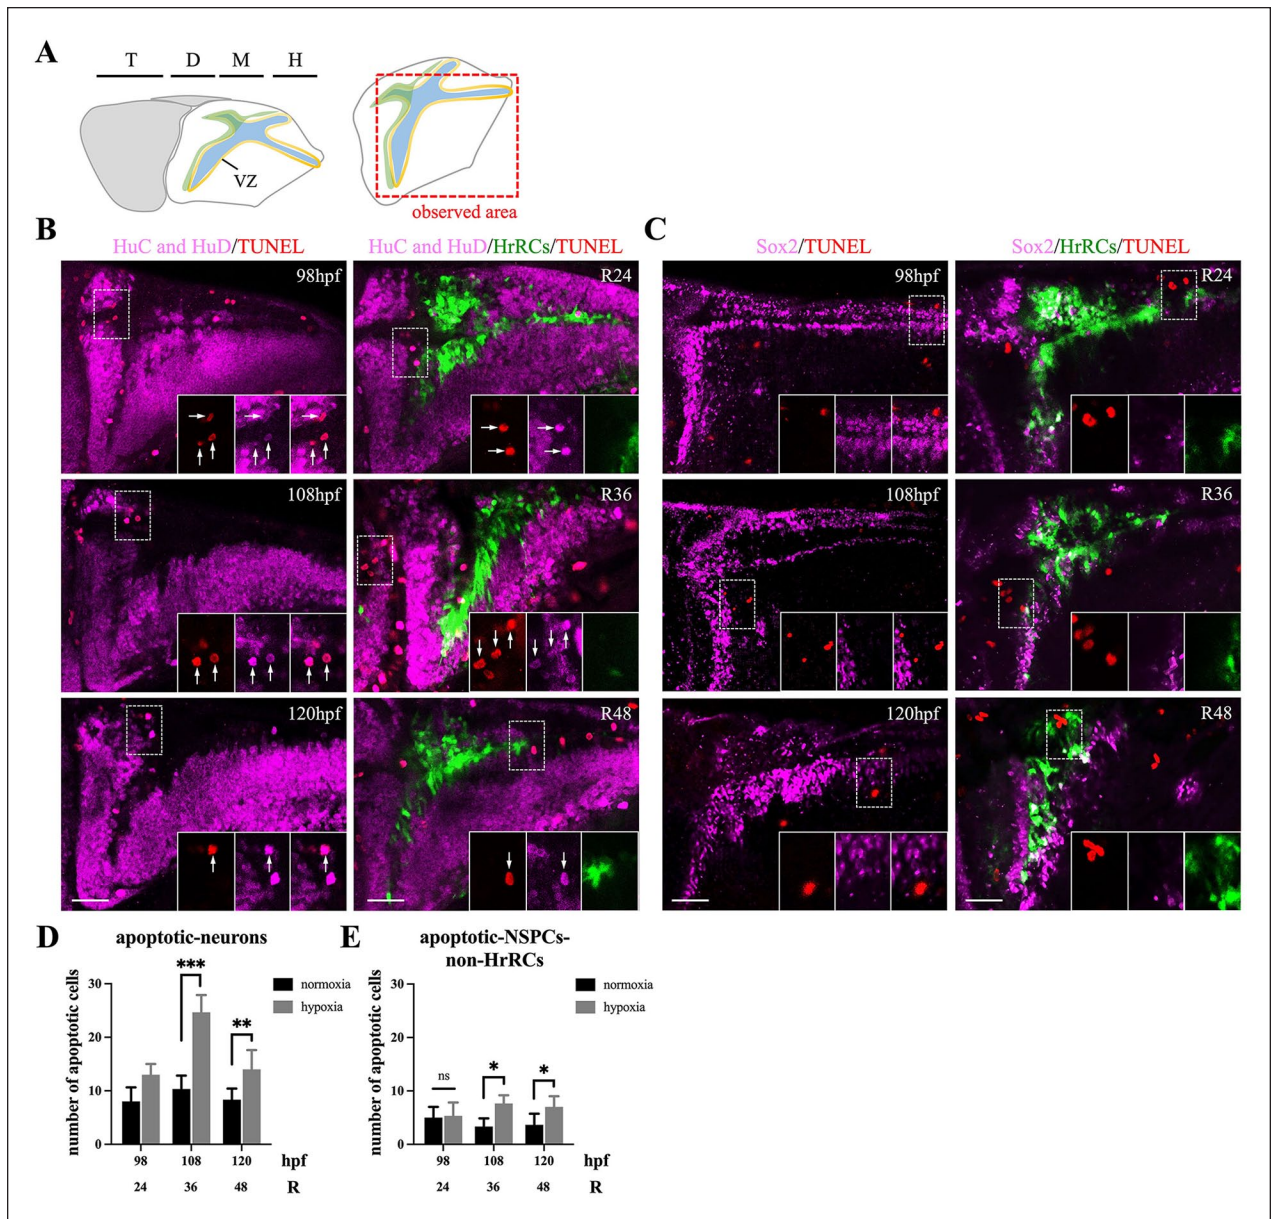 A
T D M H
VZ
observed area
B
HuC and HuD/TUNEL
98hpf
108hpf
120hpf
HuC and HuD/HrRCs/TUNEL
R24
R36
R48
C
Sox2/TUNEL
98hpf
108hpf
120hpf
Sox2/HrRCs/TUNEL
R24
R36
R48
D
apoptotic-neurons
number of apoptotic cells
30
20
10
0
***
**
normoxia
hypoxia
98 108 120 hpf
24 36 48 R
E
apoptotic-NSPCs-
non-HrRCs
number of apoptotic cells
30
20
10
0
ns
*
*
normoxia
hypoxia
98 108 120 hpf
24 36 48 R